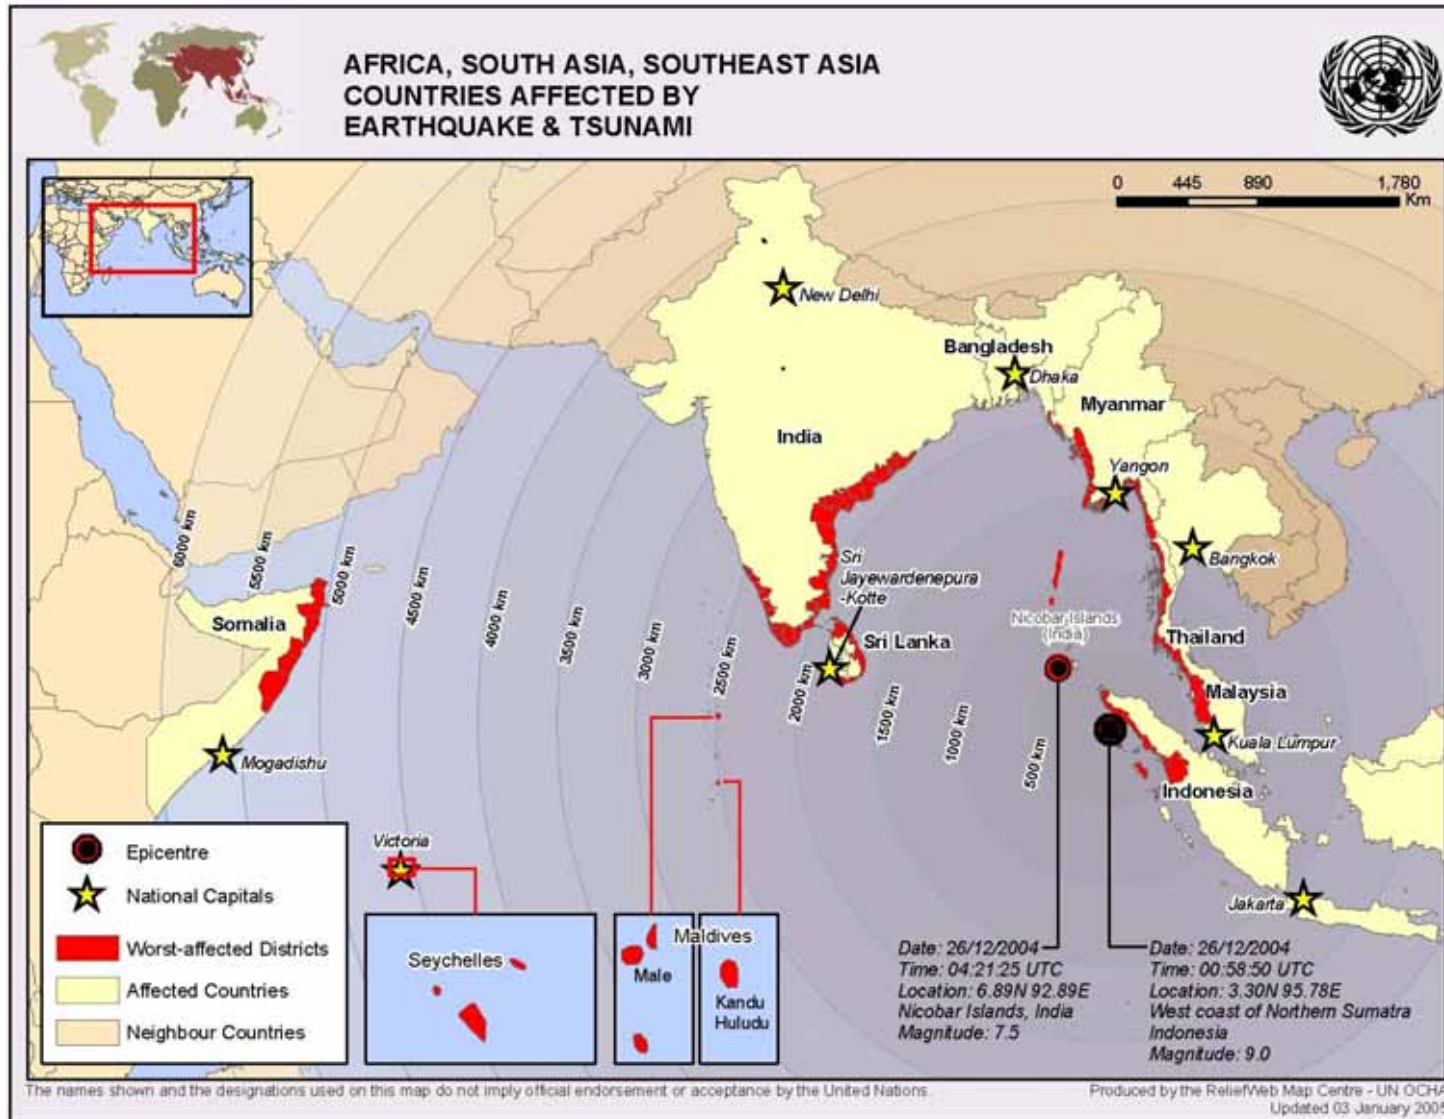 AFRICA, SOUTH ASIA, SOUTHEAST ASIA
COUNTRIES AFFECTED BY
EARTHQUAKE & TSUNAMI
0 445 890 1,780
Km
New Delhi
Bangladesh
Dhaka
Myanmar
India
Yangon
Bangkok
Sri
Jayewardenepura
-Kotte
Nicobar Islands
(India)
Sri Lanka
Thailand
Malaysia
Kuala Lumpur
Indonesia
Jakarta
6000 km
5500 km
5000 km
4500 km
4000 km
3500 km
3000 km
2500 km
2000 km
1500 km
1000 km
500 km
Somalia
Mogadishu
Victoria
Epicentre
National Capitals
Worst-affected Districts
Affected Countries
Neighbour Countries
Seychelles
Maldives
Male
Kandu
Huludu
Date: 26/12/2004
Time: 04:21:25 UTC
Location: 6.89N 92.89E
Nicobar Islands, India
Magnitude: 7.5
Date: 26/12/2004
Time: 00:58:50 UTC
Location: 3.30N 95.78E
West coast of Northern Sumatra
Indonesia
Magnitude: 9.0
The names shown and the designations used on this map do not imply official endorsement or acceptance by the United Nations.
Produced by the ReliefWeb Map Centre - UN OCHA
Updated 03 January 2005